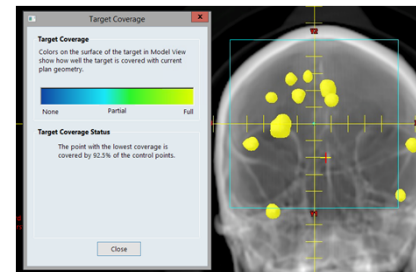 Target Coverage
Target Coverage
Colors on the surface of the target in Model View
show how well the target is covered with current
plan geometry.
None Partial Full
Target Coverage Status
The point with the lowest coverage is
covered by 92.5% of the control points.
Close